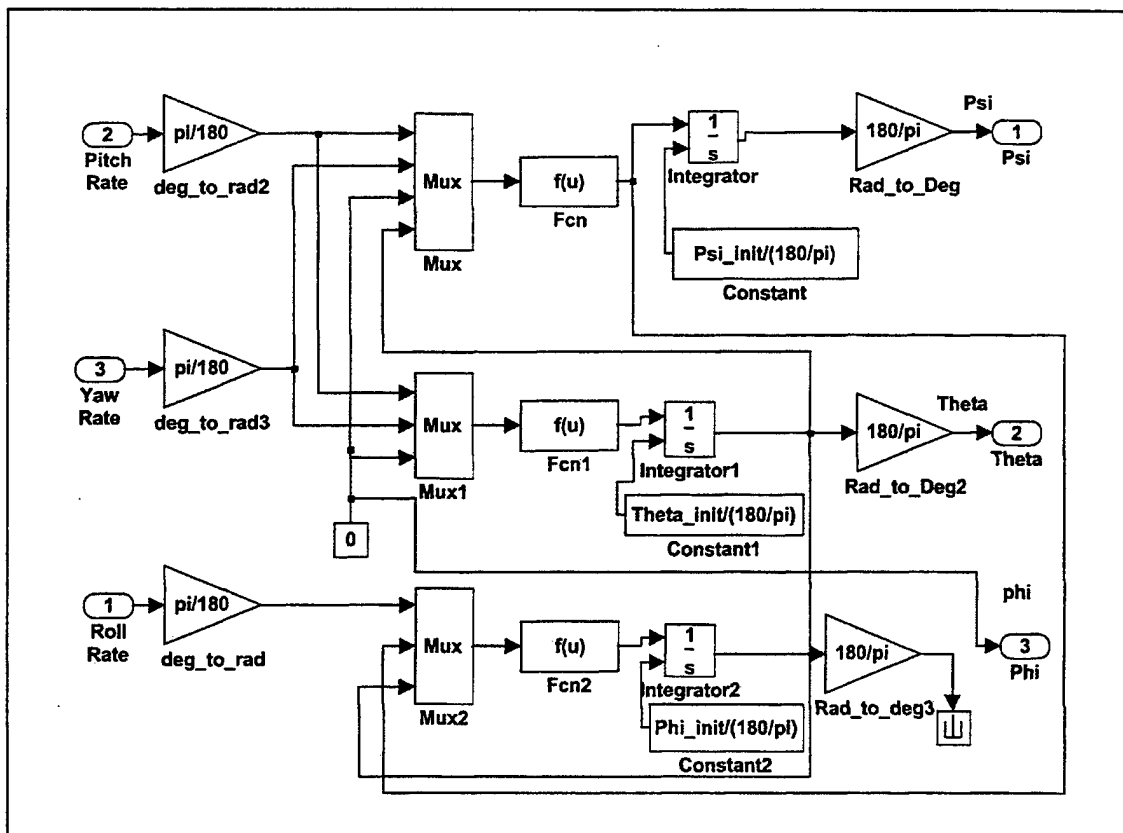 2
Pitch
Rate
pi/180
deg_to_rad2
Mux
Mux
f(u)
Fcn
1
s
Integrator
Psi_init/(180/pi)
Constant
180/pi
Rad_to_Deg
Psi
1
Psi
3
Yaw
Rate
pi/180
deg_to_rad3
Mux
Mux1
f(u)
Fcn1
1
s
Integrator1
Theta_init/(180/pi)
Constant1
180/pi
Rad_to_Deg2
Theta
2
Theta
0
1
Roll
Rate
pi/180
deg_to_rad
Mux
Mux2
f(u)
Fcn2
1
s
Integrator2
Phi_init/(180/pi)
Constant2
180/pi
Rad_to_deg3
phi
3
Phi